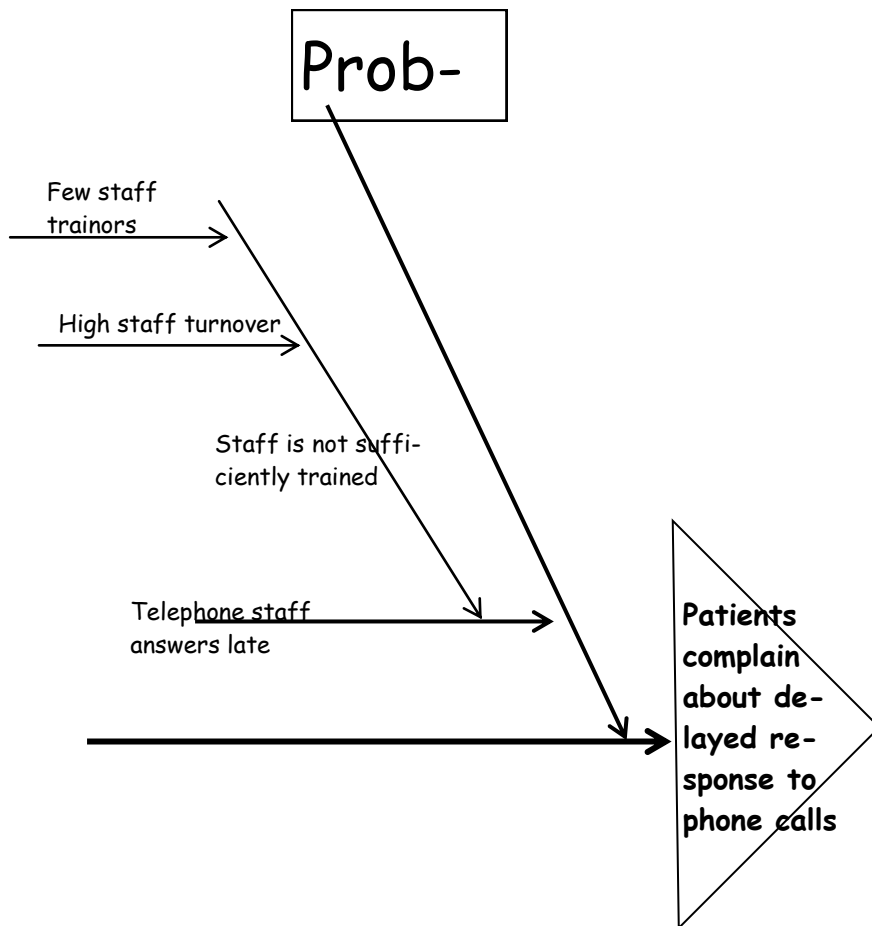 Prob-
Few staff
trainors
High staff turnover
Staff is not suffi-
ciently trained
Telephone staff
answers late
Patients
complain
about de-
layed re-
sponse to
phone calls